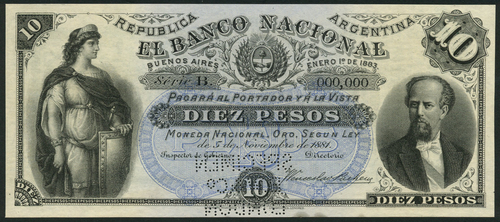 10
REPUBLICA ARGENTINA
10
EL BANCO NACIONAL
BUENOS AIRES ENERO 1º DE 1883
Série B. 000,000
PAGARÁ AL PORTADOR Y Á LA VISTA
DIEZ PESOS
MONEDA NACIONAL, ORO, SEGUN LEY
de 5 de Noviembre de 1881.
Inspector de Gobierno Directorio
10
DIEZ PESOS